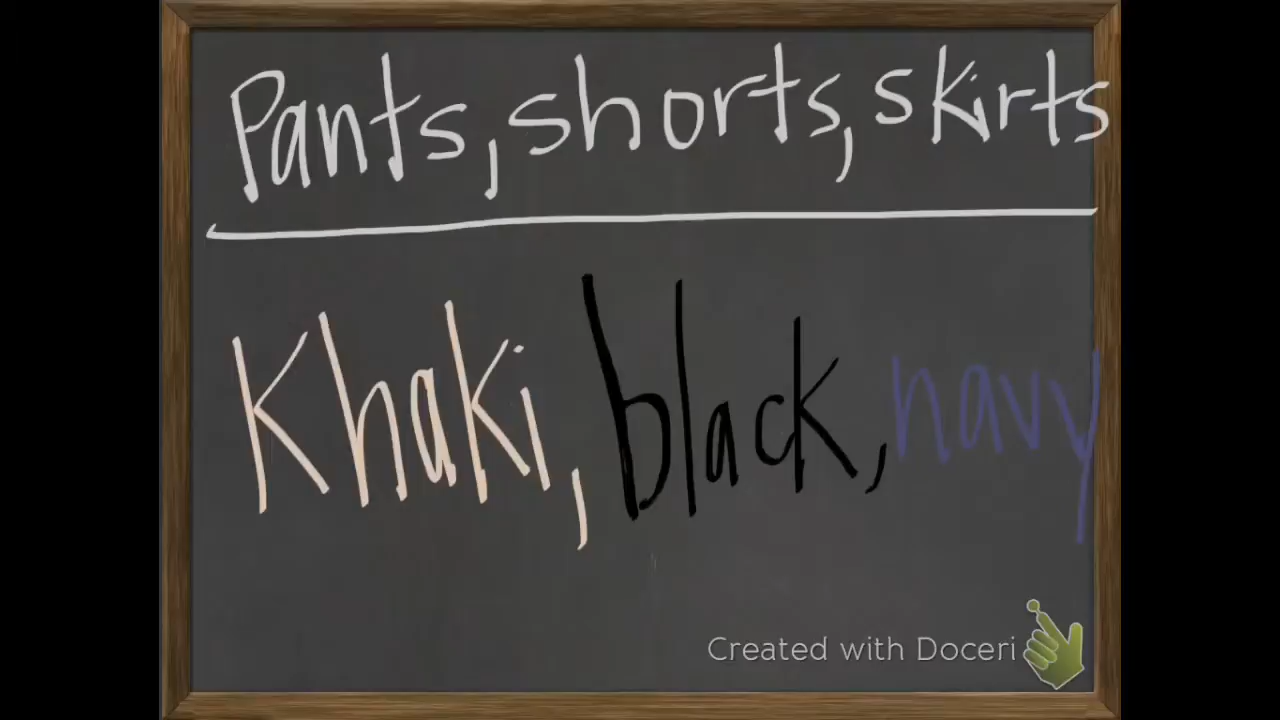 Pants, shorts, skirts
Khaki, black, navy
Created with Doceri